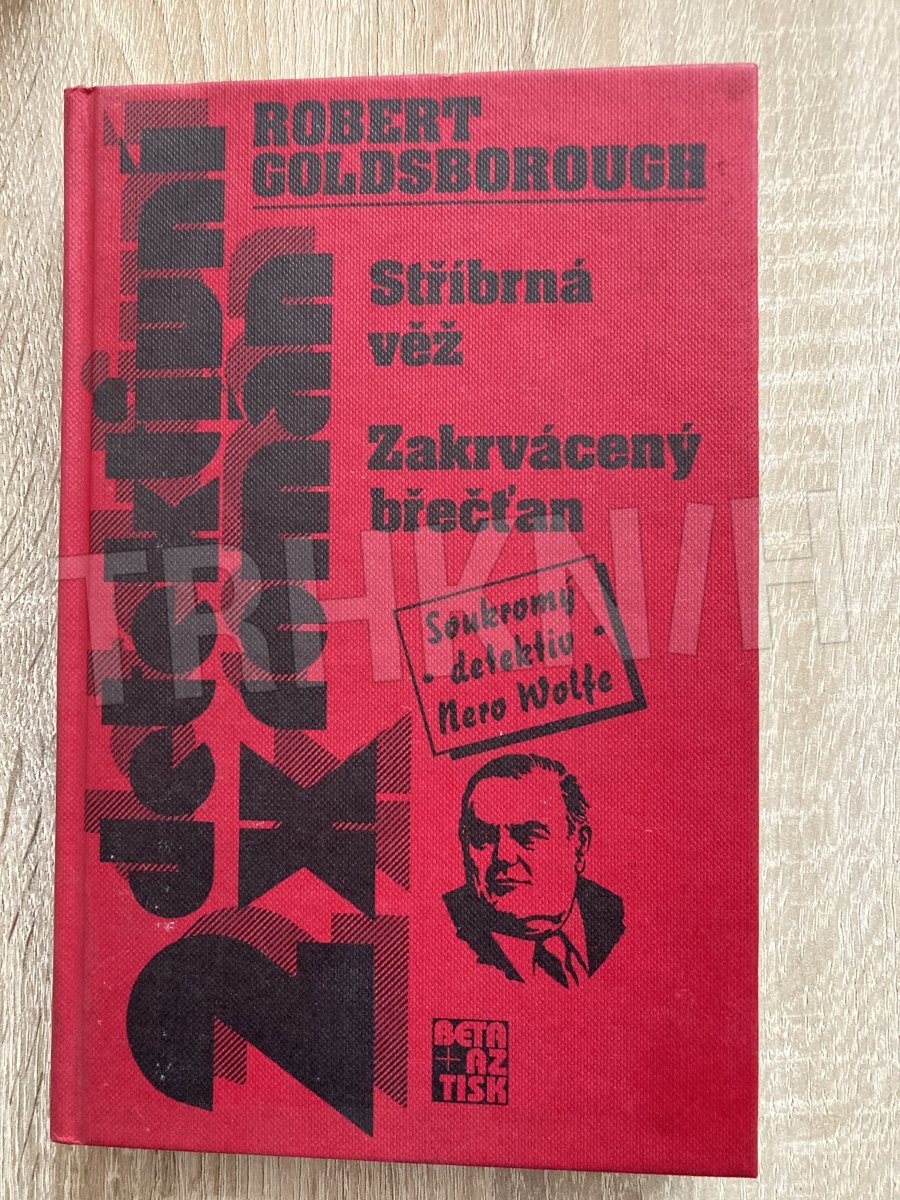 ROBERT
GOLDSBOROUGH
Stříbrná
věž
Zakrvácený
břečťan
Soukromý
- detektiv -
Nero Wolfe
2x detektivní
román
BETA
+ AZ
TISK
TRHKNIH